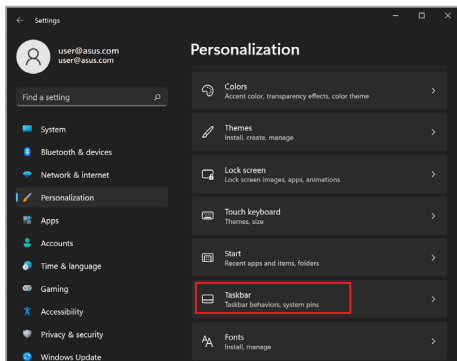 Settings
user@asus.com
user@asus.com
Find a setting
System
Bluetooth & devices
Network & internet
Personalization
Apps
Accounts
Time & language
Gaming
Accessibility
Privacy & security
Windows Update
Personalization
Colors
Accent color, transparency effects, color theme
Themes
Install, create, manage
Lock screen
Lock screen images, apps, animations
Touch keyboard
Themes, size
Start
Recent apps and items, folders
Taskbar
Taskbar behaviors, system pins
Fonts
Install, manage